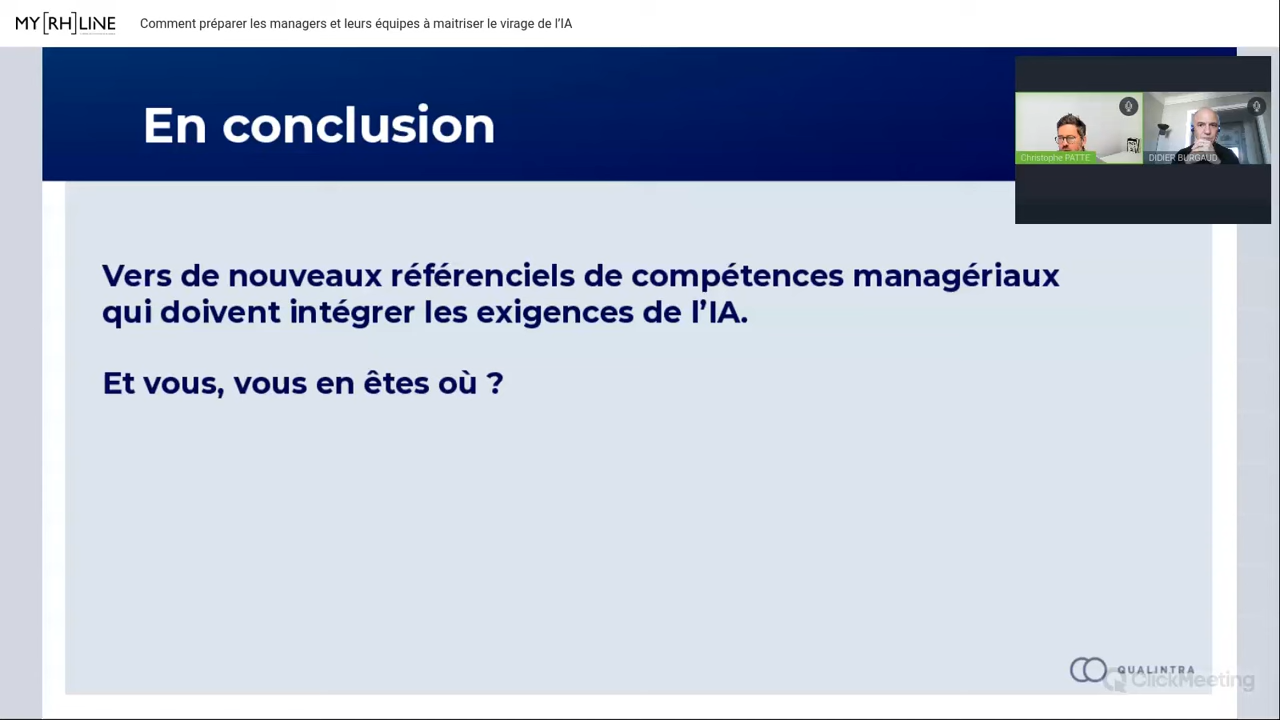 MY[RH]LINE
Comment préparer les managers et leurs équipes à maitriser le virage de l’IA
En conclusion
Christophe PATTE
DIDIER BURGAUD
Vers de nouveaux référenciels de compétences managériaux
qui doivent intégrer les exigences de l’IA.
Et vous, vous en êtes où ?
QUALINTRA
ClickMeeting